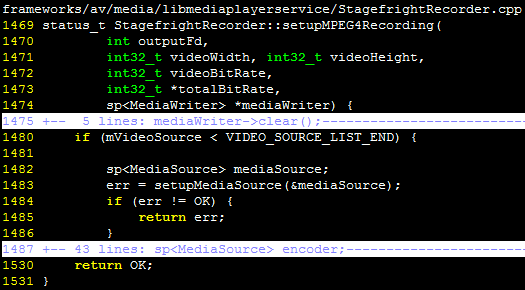 frameworks/av/media/libmediaplayerservice/StagefrightRecorder.cpp
1469 status_t StagefrightRecorder::setupMPEG4Recording(
1470         int outputFd,
1471         int32_t videoWidth, int32_t videoHeight,
1472         int32_t videoBitRate,
1473         int32_t *totalBitRate,
1474         sp<MediaWriter> *mediaWriter) {
1475 +--  5 lines: mediaWriter->clear();-----------------------------
1480     if (mVideoSource < VIDEO_SOURCE_LIST_END) {
1481
1482         sp<MediaSource> mediaSource;
1483         err = setupMediaSource(&mediaSource);
1484         if (err != OK) {
1485             return err;
1486         }
1487 +-- 43 lines: sp<MediaSource> encoder;--------------------------
1530     return OK;
1531 }